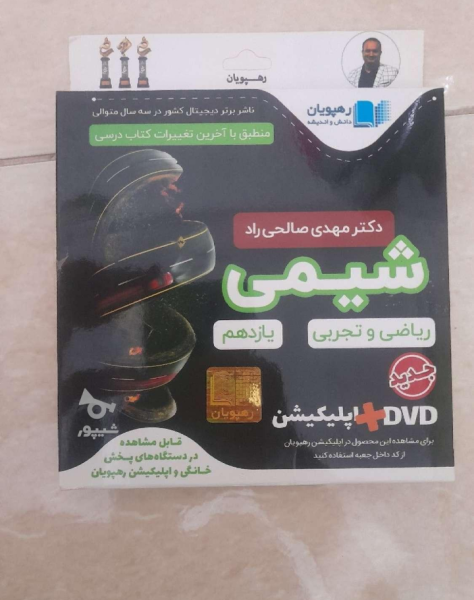 رهـپویان
رهپویان
دانش و اندیشه
ناشر برتر دیجیتال کشور در سه سال متوالی
منطبق با آخرین تغییرات کتاب درسی
دکتر مهدی صالحی راد
شیمی
ریاضی و تجربی
یازدهم
جدید
DVD+اپلیکیشن
رهپویان
برای مشاهده این محصول در اپلیکیشن رهپویان
از کد داخل جعبه استفاده کنید
شیپور
قابل مشاهده
در دستگاه‌های پخش
خانگی و اپلیکیشن رهپویان